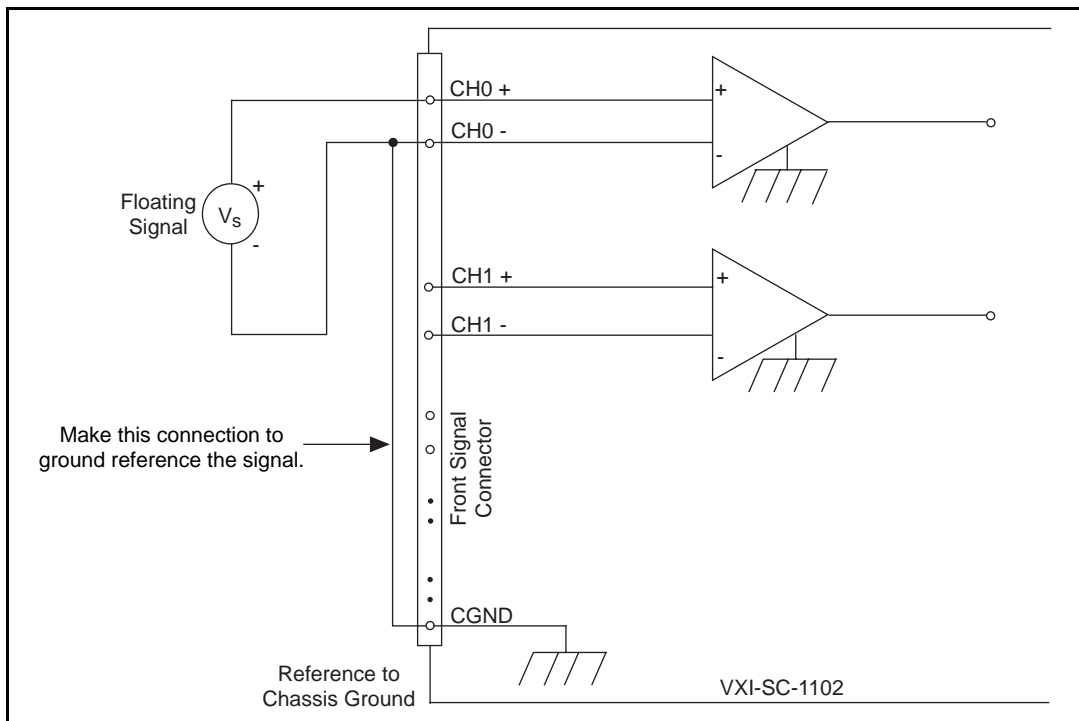 CH0 +
+
CH0 -
-
+
Floating
Signal
Vs
-
CH1 +
+
CH1 -
-
Make this connection to
ground reference the signal.
Front Signal
Connector
CGND
Reference to
Chassis Ground
VXI-SC-1102